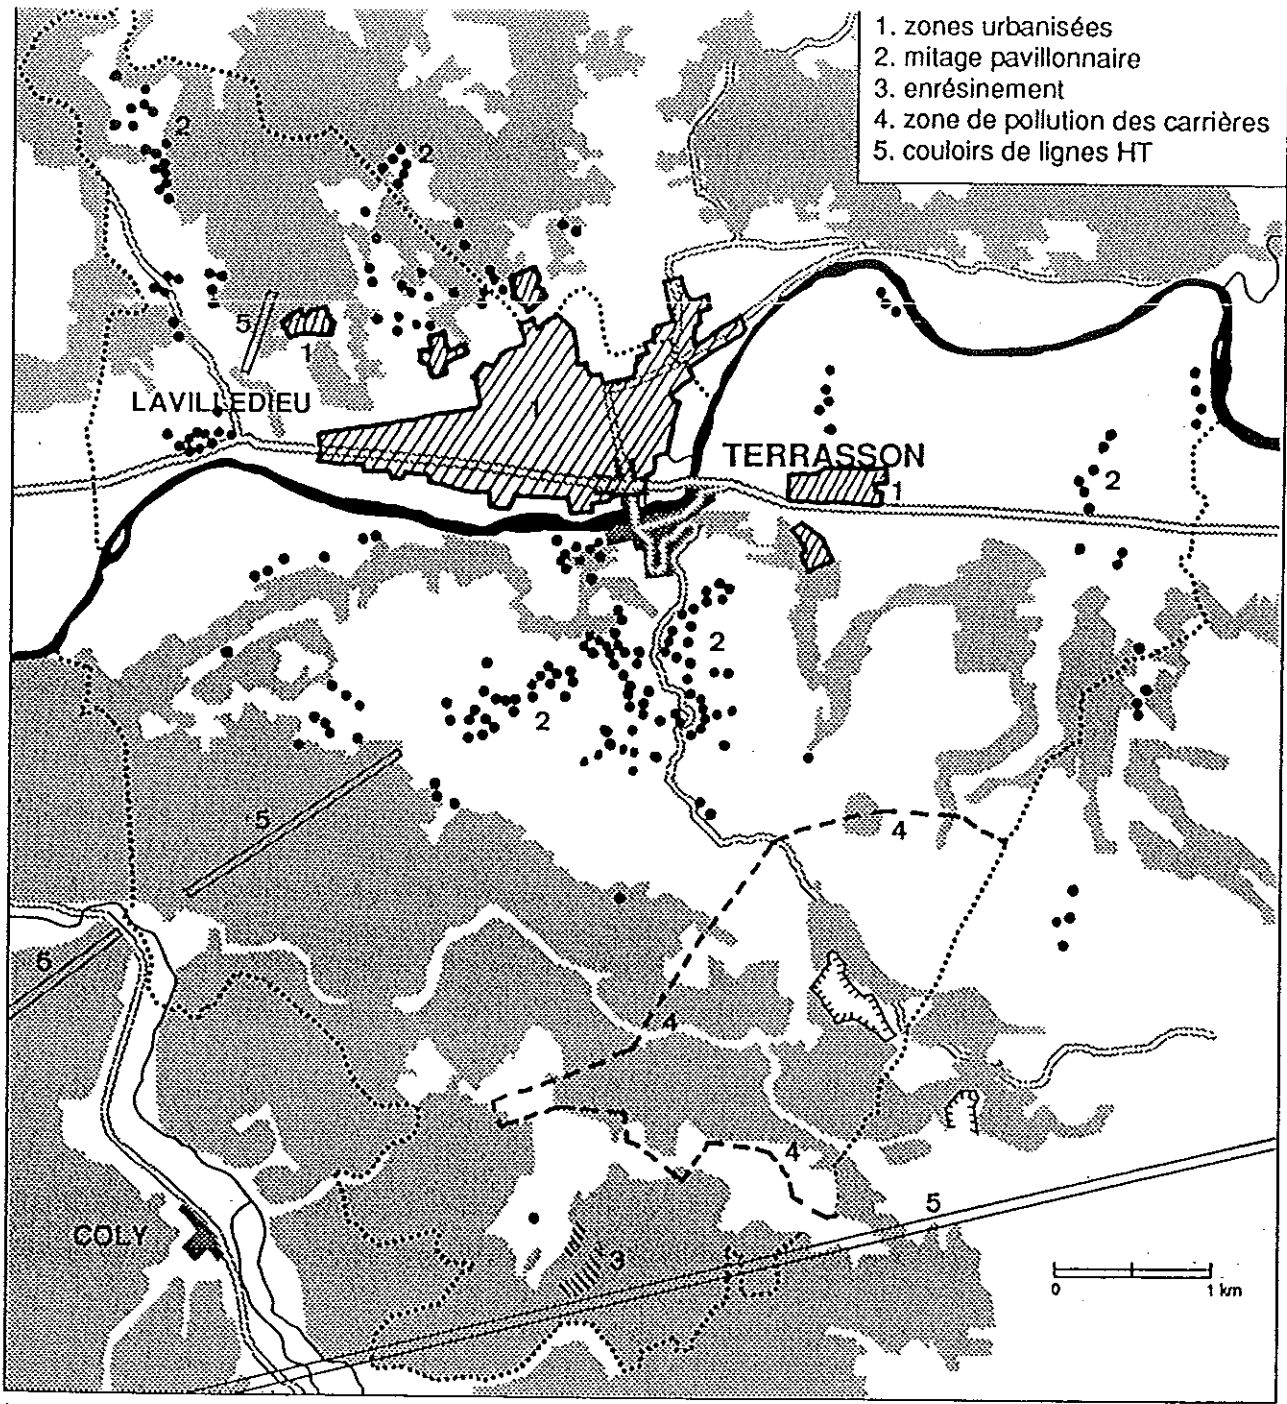 1. zones urbanisées
2. mitage pavillonnaire
3. enrésinement
4. zone de pollution des carrières
5. couloirs de lignes HT
2
2
5
1
LAVILLEDIEU
1
TERRASSON
1
2
2
2
5
4
5
4
4
5
COLY
3
0 1 km